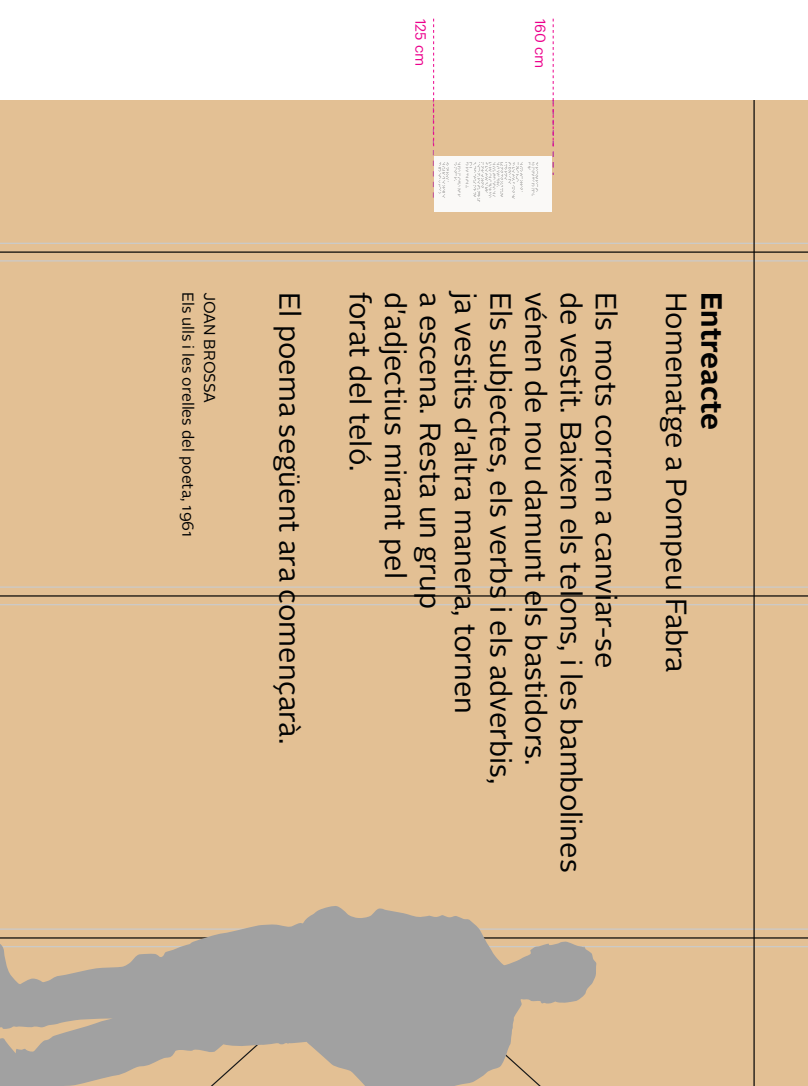 160 cm
125 cm
Entreacte
Homenatge a Pompeu Fabra
Els mots corren a canviar-se
de vestit. Baixen els telons, i les bambolines
vénen de nou damunt els bastidors.
Els subjectes, els verbs i els adverbis,
ja vestits d'altra manera, tornen
a escena. Resta un grup
d'adjectius mirant pel
forat del teló.
El poema següent ara començarà.
JOAN BROSSA
Els ulls i les orelles del poeta, 1961